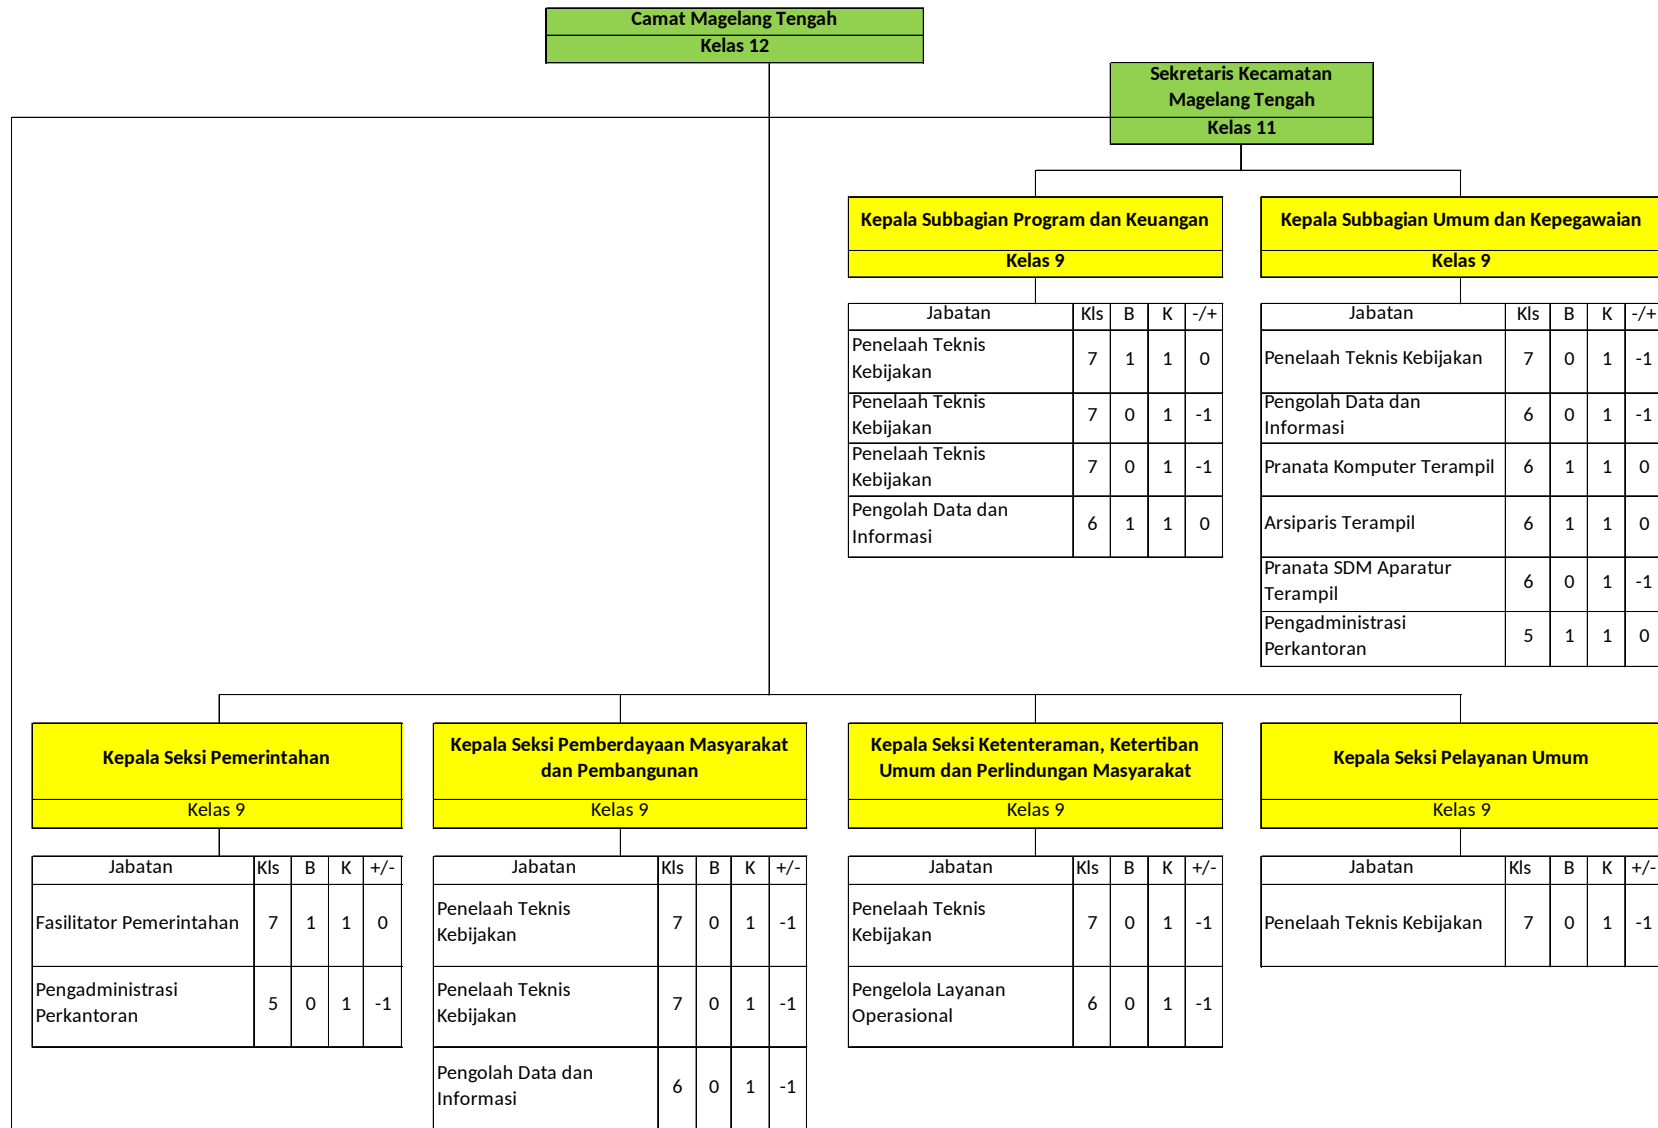 Camat Magelang Tengah
Kelas 12
Sekretaris Kecamatan
Magelang Tengah
Kelas 11
Kepala Subbagian Program dan Keuangan
Kelas 9
Jabatan Kls B K -/+
Penelaah Teknis
Kebijakan 7 1 1 0
Penelaah Teknis
Kebijakan 7 0 1 -1
Penelaah Teknis
Kebijakan 7 0 1 -1
Pengolah Data dan
Informasi 6 1 1 0
Kepala Subbagian Umum dan Kepegawaian
Kelas 9
Jabatan Kls B K -/+
Penelaah Teknis Kebijakan 7 0 1 -1
Pengolah Data dan
Informasi 6 0 1 -1
Pranata Komputer Terampil 6 1 1 0
Arsiparis Terampil 6 1 1 0
Pranata SDM Aparatur
Terampil 6 0 1 -1
Pengadministrasi
Perkantoran 5 1 1 0
Kepala Seksi Pemerintahan
Kelas 9
Jabatan Kls B K +/-
Fasilitator Pemerintahan 7 1 1 0
Pengadministrasi
Perkantoran 5 0 1 -1
Kepala Seksi Pemberdayaan Masyarakat
dan Pembangunan
Kelas 9
Jabatan Kls B K +/-
Penelaah Teknis
Kebijakan 7 0 1 -1
Penelaah Teknis
Kebijakan 7 0 1 -1
Pengolah Data dan
Informasi 6 0 1 -1
Kepala Seksi Ketenteraman, Ketertiban
Umum dan Perlindungan Masyarakat
Kelas 9
Jabatan Kls B K +/-
Penelaah Teknis
Kebijakan 7 0 1 -1
Pengelola Layanan
Operasional 6 0 1 -1
Kepala Seksi Pelayanan Umum
Kelas 9
Jabatan Kls B K +/-
Penelaah Teknis Kebijakan 7 0 1 -1